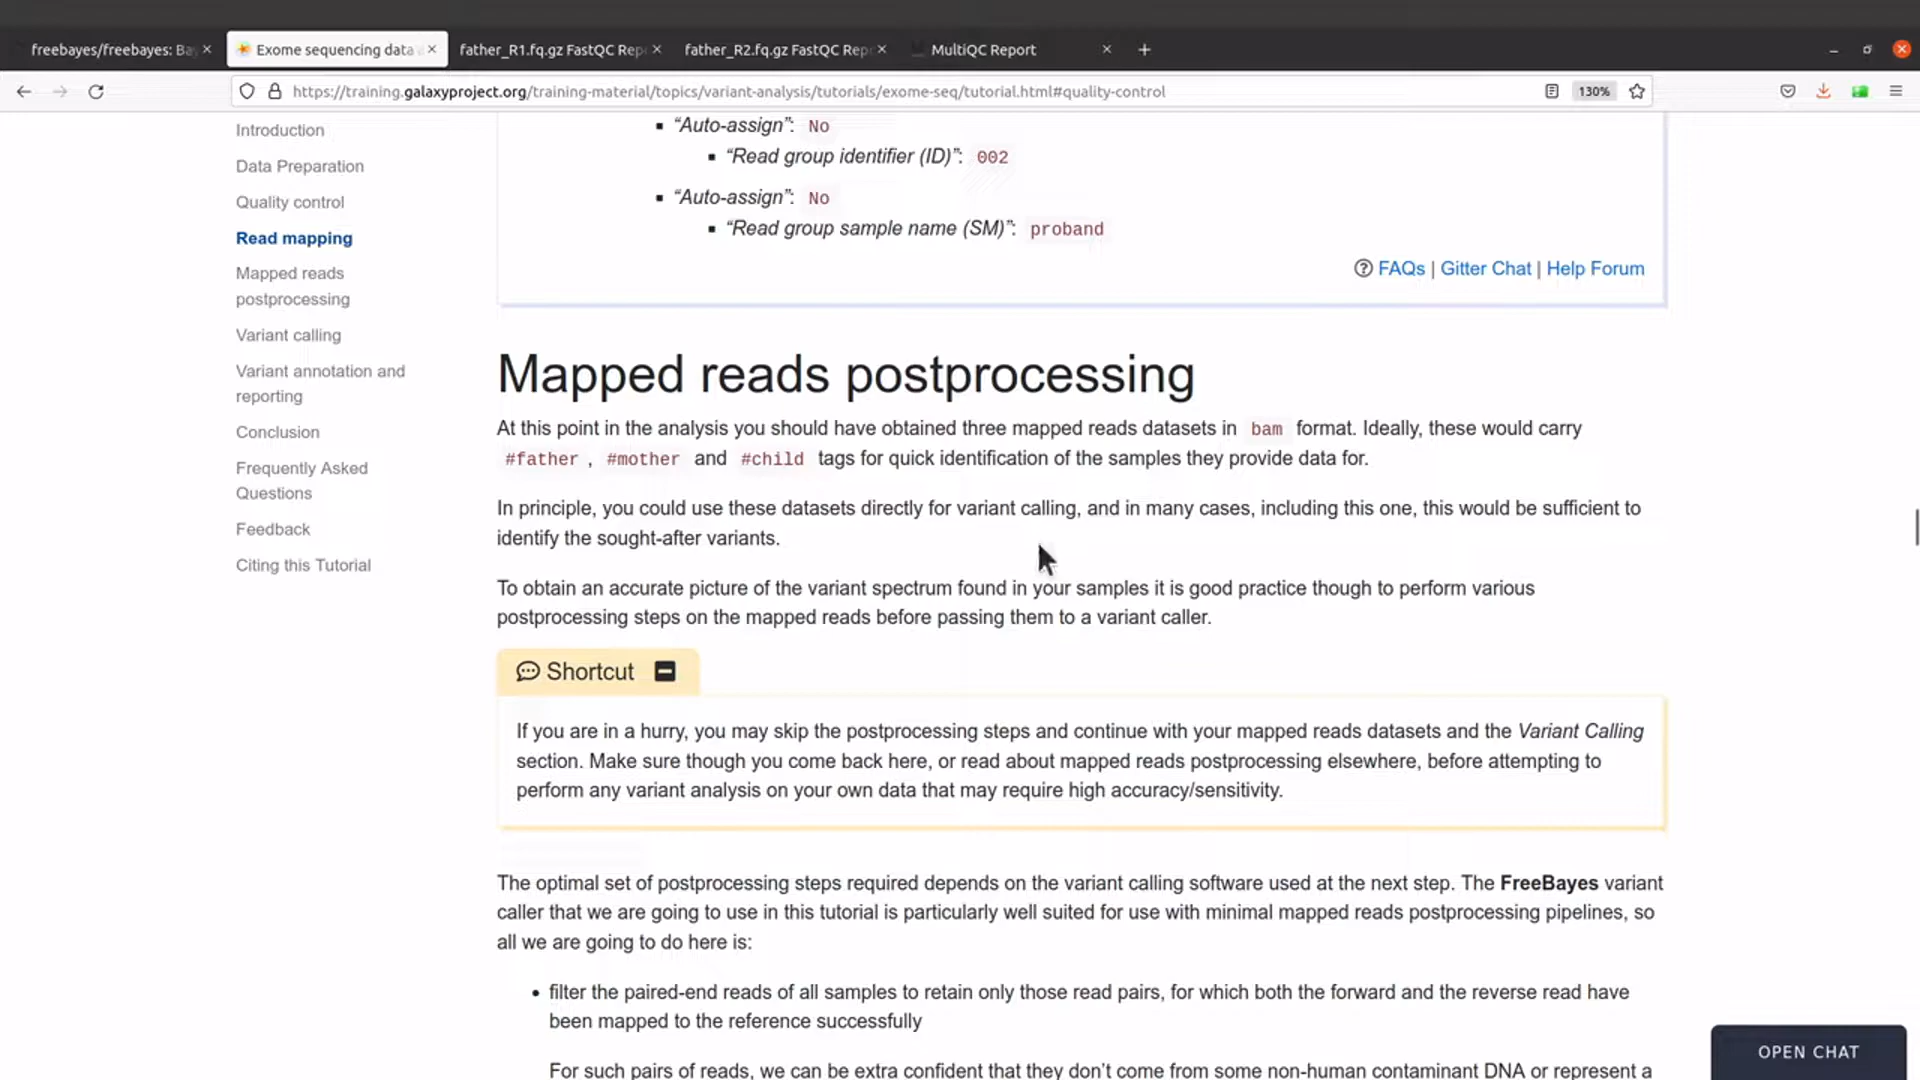 freebayes/freebayes: Ba
Exome sequencing data
father_R1.fq.gz FastQC Rep
father_R2.fq.gz FastQC Rep
MultiQC Report
https://training.galaxyproject.org/training-material/topics/variant-analysis/tutorials/exome-seq/tutorial.html#quality-control
130%
Introduction
Data Preparation
Quality control
Read mapping
Mapped reads
postprocessing
Variant calling
Variant annotation and
reporting
Conclusion
Frequently Asked
Questions
Feedback
Citing this Tutorial
“Auto-assign”: No
“Read group identifier (ID)”: 002
“Auto-assign”: No
“Read group sample name (SM)”: proband
FAQs | Gitter Chat | Help Forum
Mapped reads postprocessing
At this point in the analysis you should have obtained three mapped reads datasets in bam format. Ideally, these would carry
#father , #mother and #child tags for quick identification of the samples they provide data for.
In principle, you could use these datasets directly for variant calling, and in many cases, including this one, this would be sufficient to
identify the sought-after variants.
To obtain an accurate picture of the variant spectrum found in your samples it is good practice though to perform various
postprocessing steps on the mapped reads before passing them to a variant caller.
Shortcut
If you are in a hurry, you may skip the postprocessing steps and continue with your mapped reads datasets and the Variant Calling
section. Make sure though you come back here, or read about mapped reads postprocessing elsewhere, before attempting to
perform any variant analysis on your own data that may require high accuracy/sensitivity.
The optimal set of postprocessing steps required depends on the variant calling software used at the next step. The FreeBayes variant
caller that we are going to use in this tutorial is particularly well suited for use with minimal mapped reads postprocessing pipelines, so
all we are going to do here is:
• filter the paired-end reads of all samples to retain only those read pairs, for which both the forward and the reverse read have
been mapped to the reference successfully
For such pairs of reads, we can be extra confident that they don’t come from some non-human contaminant DNA or represent a
OPEN CHAT